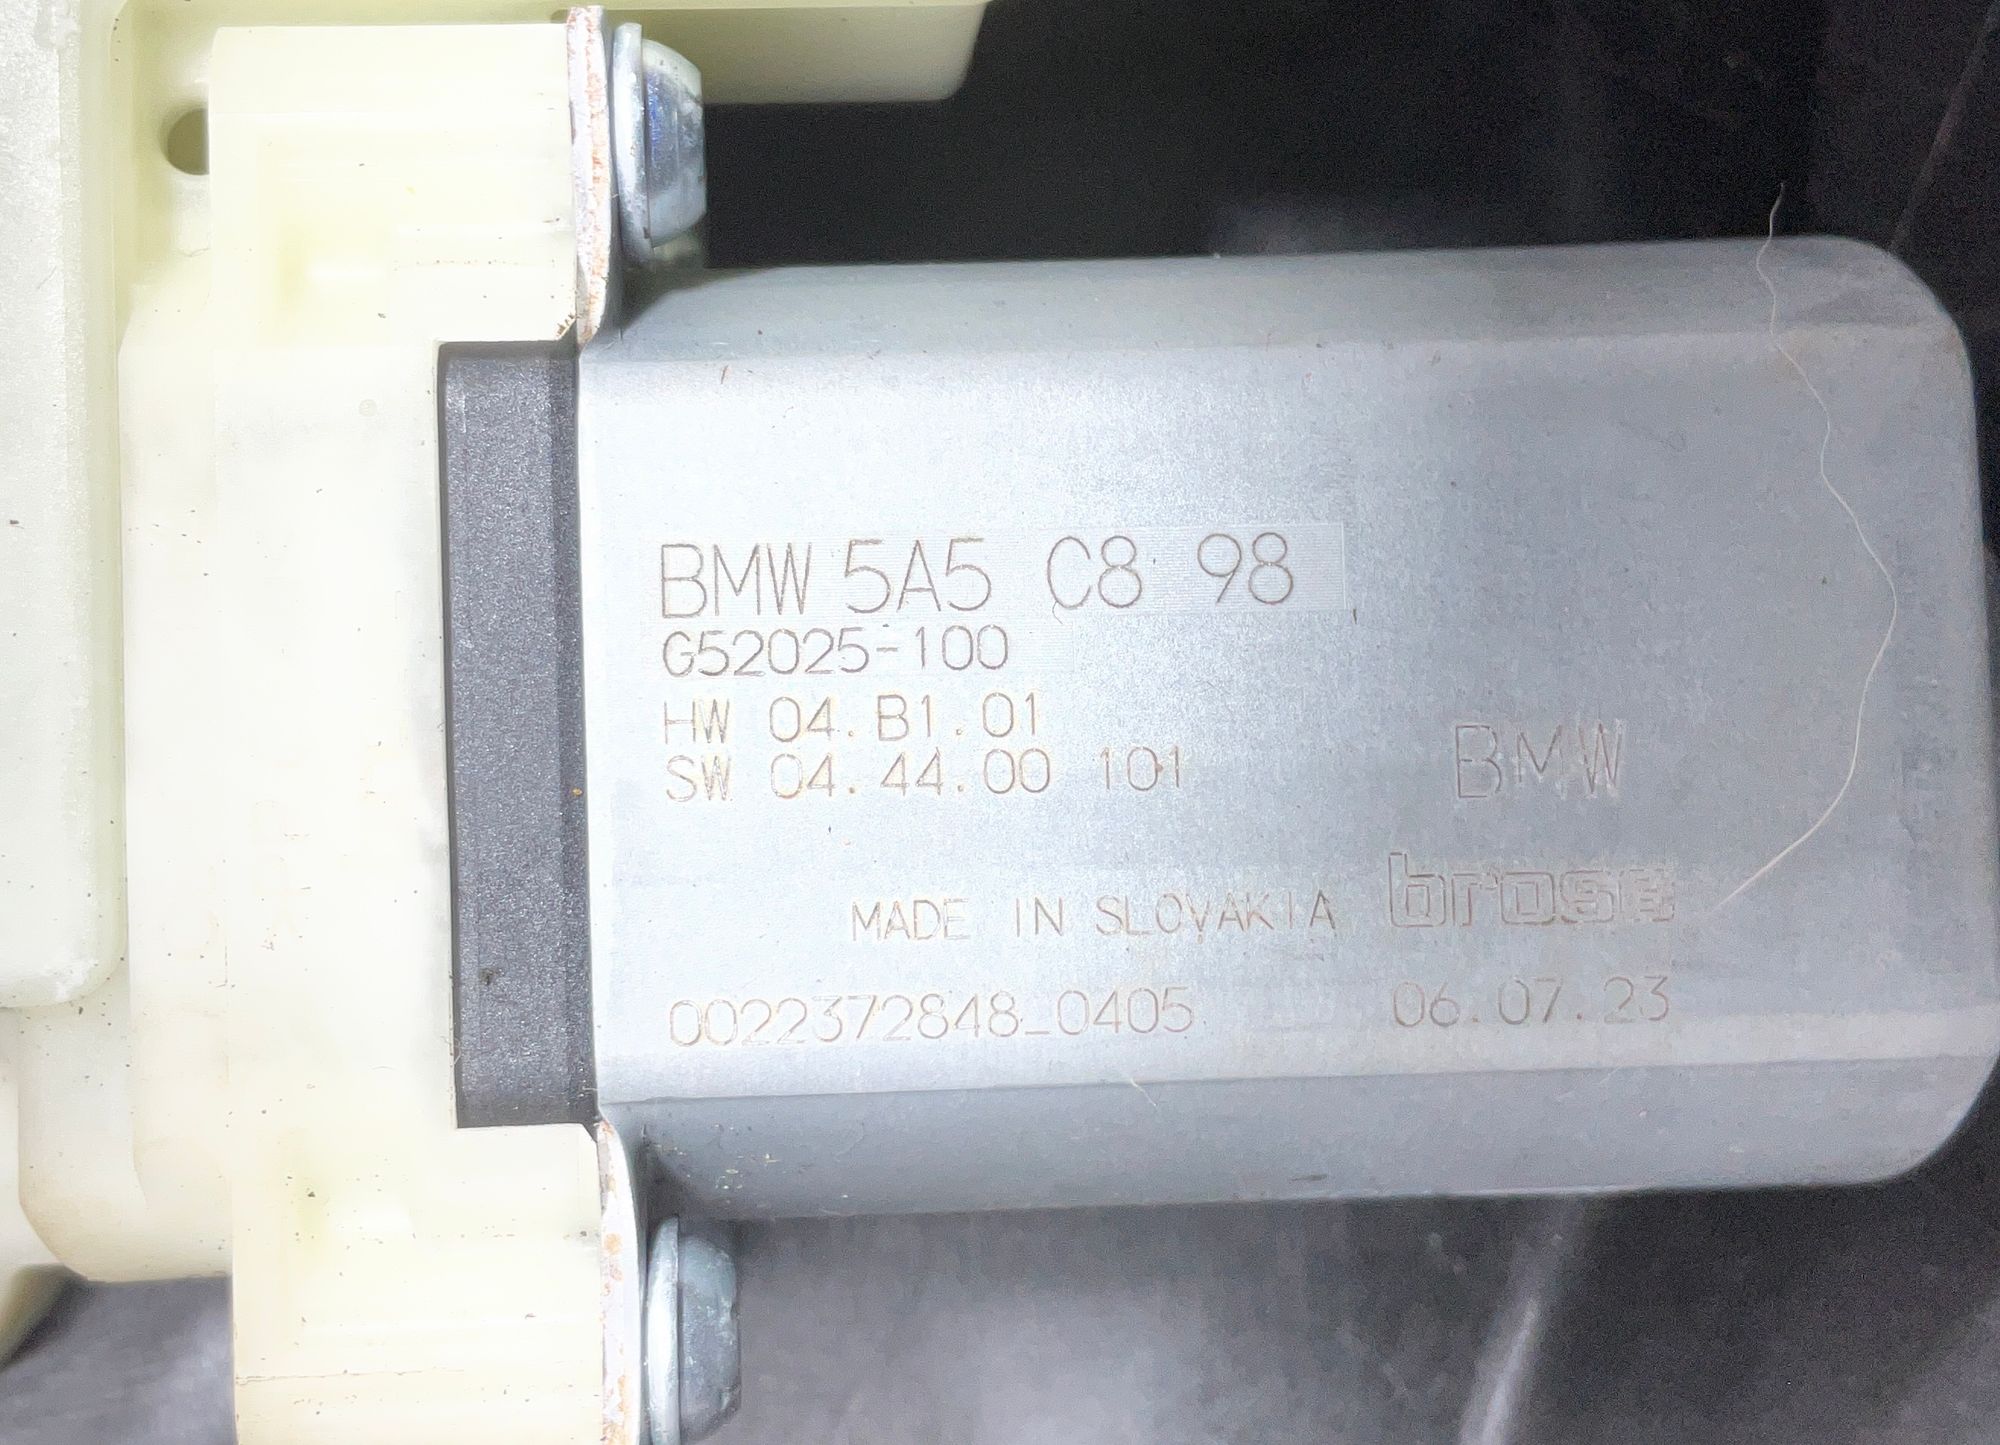 BMW 5A5 C8 98
G52025-100
HW 04.B1.01
SW 04.44.00 101
BMW
MADE IN SLOVAKIA brose
0022372848_0405 06.07.23